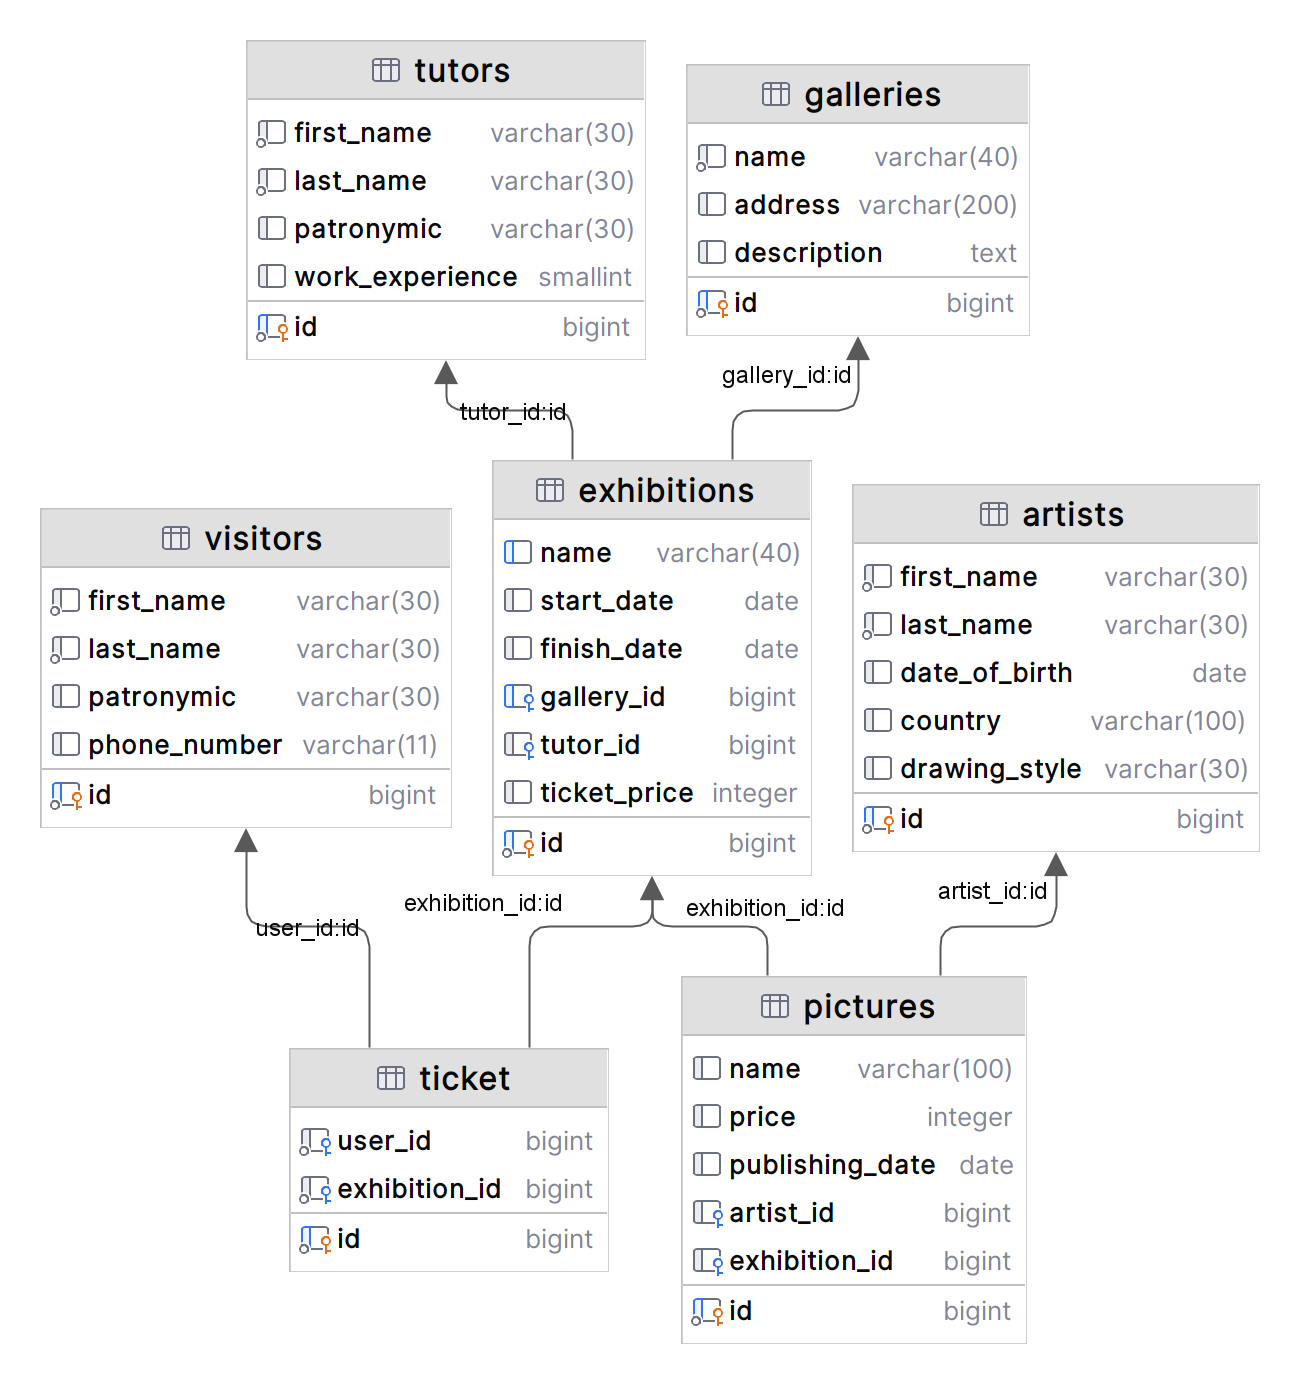 tutors
first_name varchar(30)
last_name varchar(30)
patronymic varchar(30)
work_experience smallint
id bigint
galleries
name varchar(40)
address varchar(200)
description text
id bigint
tutor_id:id
gallery_id:id
visitors
first_name varchar(30)
last_name varchar(30)
patronymic varchar(30)
phone_number varchar(11)
id bigint
exhibitions
name varchar(40)
start_date date
finish_date date
gallery_id bigint
tutor_id bigint
ticket_price integer
id bigint
artists
first_name varchar(30)
last_name varchar(30)
date_of_birth date
country varchar(100)
drawing_style varchar(30)
id bigint
user_id:id
exhibition_id:id
exhibition_id:id
artist_id:id
ticket
user_id bigint
exhibition_id bigint
id bigint
pictures
name varchar(100)
price integer
publishing_date date
artist_id bigint
exhibition_id bigint
id bigint